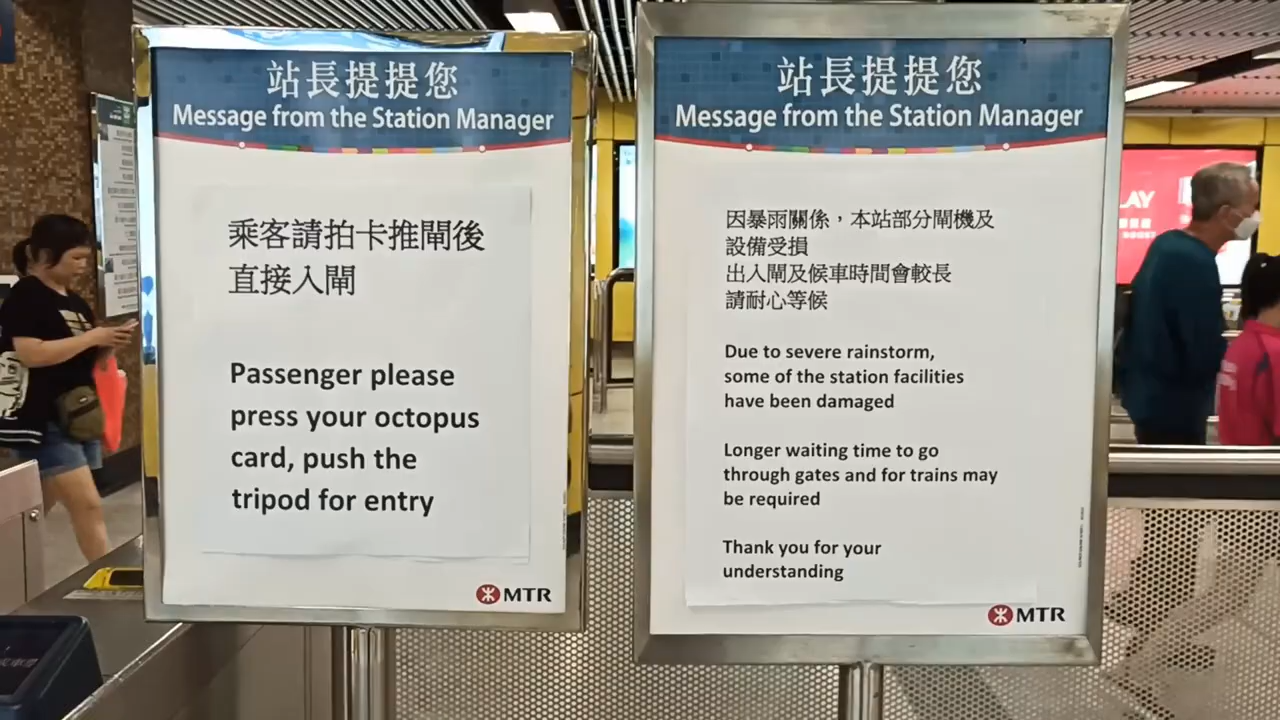 站長提提您
Message from the Station Manager
乘客請拍卡推閘後
直接入閘
Passenger please
press your octopus
card, push the
tripod for entry
MTR
站長提提您
Message from the Station Manager
因暴雨關係，本站部分閘機及
設備受損
出入閘及候車時間會較長
請耐心等候
Due to severe rainstorm,
some of the station facilities
have been damaged
Longer waiting time to go
through gates and for trains may
be required
Thank you for your
understanding
MTR
LAY